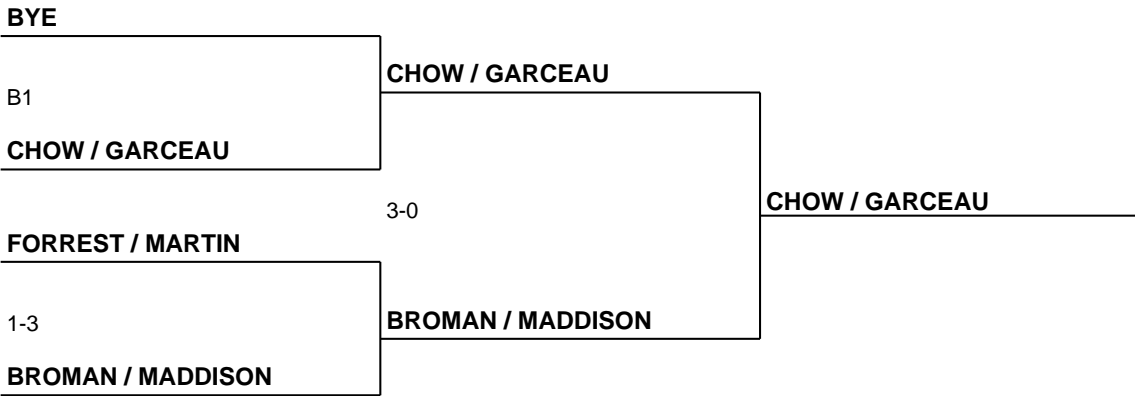 BYE
B1
CHOW / GARCEAU
CHOW / GARCEAU
3-0
CHOW / GARCEAU
FORREST / MARTIN
1-3
BROMAN / MADDISON
BROMAN / MADDISON